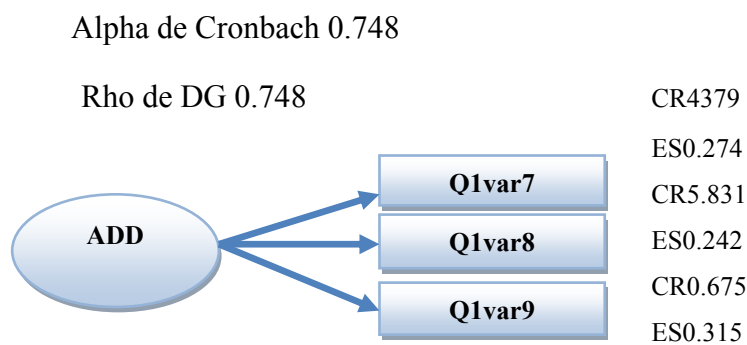 Alpha de Cronbach 0.748
Rho de DG 0.748
CR4379
ES0.274
Q1var7
CR5.831
ADD
Q1var8
ES0.242
CR0.675
Q1var9
ES0.315